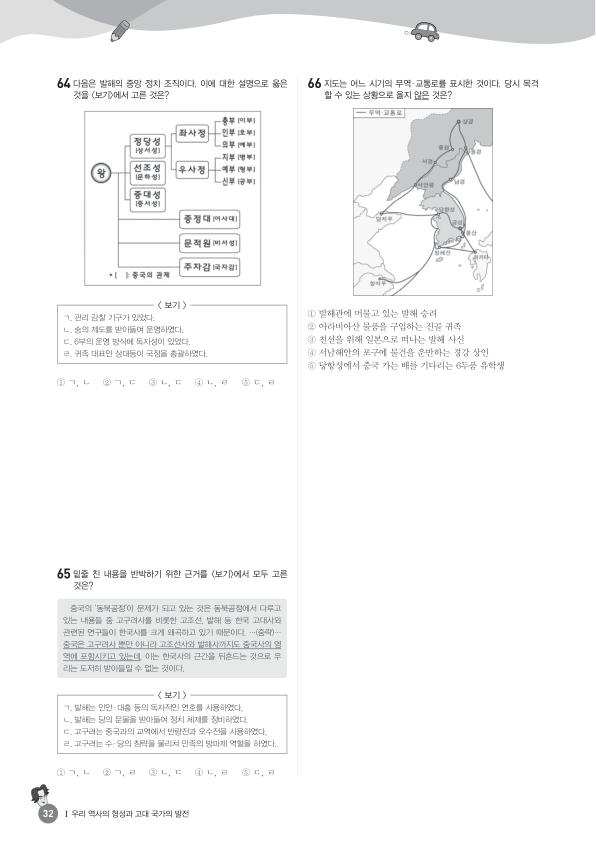 64 다음은 발해의 중앙 정치 조직이다. 이에 대한 설명으로 옳은
것을 <보기>에서 고른 것은?
왕
정당성
[상서성]
선조성
[문하성]
중대성
[중서성]
좌사정
우사정
충부 [이부]
인부 [호부]
의부 [예부]
지부 [병부]
예부 [형부]
신부 [공부]
중정대 [어사대]
문적원 [비서성]
주자감 [국자감]
* [ ]: 중국의 관제
< 보기 >
ㄱ. 관리 감찰 기구가 있었다.
ㄴ. 송의 제도를 받아들여 운영하였다.
ㄷ. 6부의 운영 방식에 독자성이 있었다.
ㄹ. 귀족 대표인 상대등이 국정을 총괄하였다.
① ㄱ, ㄴ ② ㄱ, ㄷ ③ ㄴ, ㄷ ④ ㄴ, ㄹ ⑤ ㄷ, ㄹ
65 밑줄 친 내용을 반박하기 위한 근거를 <보기>에서 모두 고른
것은?
중국의 '동북공정'이 문제가 되고 있는 것은 동북공정에서 다루고
있는 내용들 중 고구려사를 비롯한 고조선, 발해 등 한국 고대사와
관련된 연구들이 한국사를 크게 왜곡하고 있기 때문이다. …(중략)…
중국은 고구려사 뿐만 아니라 고조선사와 발해사까지도 중국사의 영
역에 포함시키고 있는데, 이는 한국사의 근간을 뒤흔드는 것으로 우
리는 도저히 받아들일 수 없는 것이다.
< 보기 >
ㄱ. 발해는 인안·대흥 등의 독자적인 연호를 사용하였다.
ㄴ. 발해는 당의 문물을 받아들여 정치 체제를 정비하였다.
ㄷ. 고구려는 중국과의 교역에서 반량전과 오수전을 사용하였다.
ㄹ. 고구려는 수·당의 침략을 물리쳐 민족의 방파제 역할을 하였다.
① ㄱ, ㄴ ② ㄱ, ㄹ ③ ㄴ, ㄷ ④ ㄴ, ㄹ ⑤ ㄷ, ㄹ
66 지도는 어느 시기의 무역·교통로를 표시한 것이다. 당시 목격
할 수 있는 상황으로 옳지 않은 것은?
무역·교통로
상경
중경
동경
서경
남경
당항성
금성
울산
청해진
① 발해관에 머물고 있는 발해 승려
② 아라비아산 물품을 구입하는 진골 귀족
③ 친선을 위해 일본으로 떠나는 발해 사신
④ 서남해안의 포구에 물건을 운반하는 경강 상인
⑤ 당항성에서 중국 가는 배를 기다리는 6두품 유학생
32 Ⅰ 우리 역사의 형성과 고대 국가의 발전